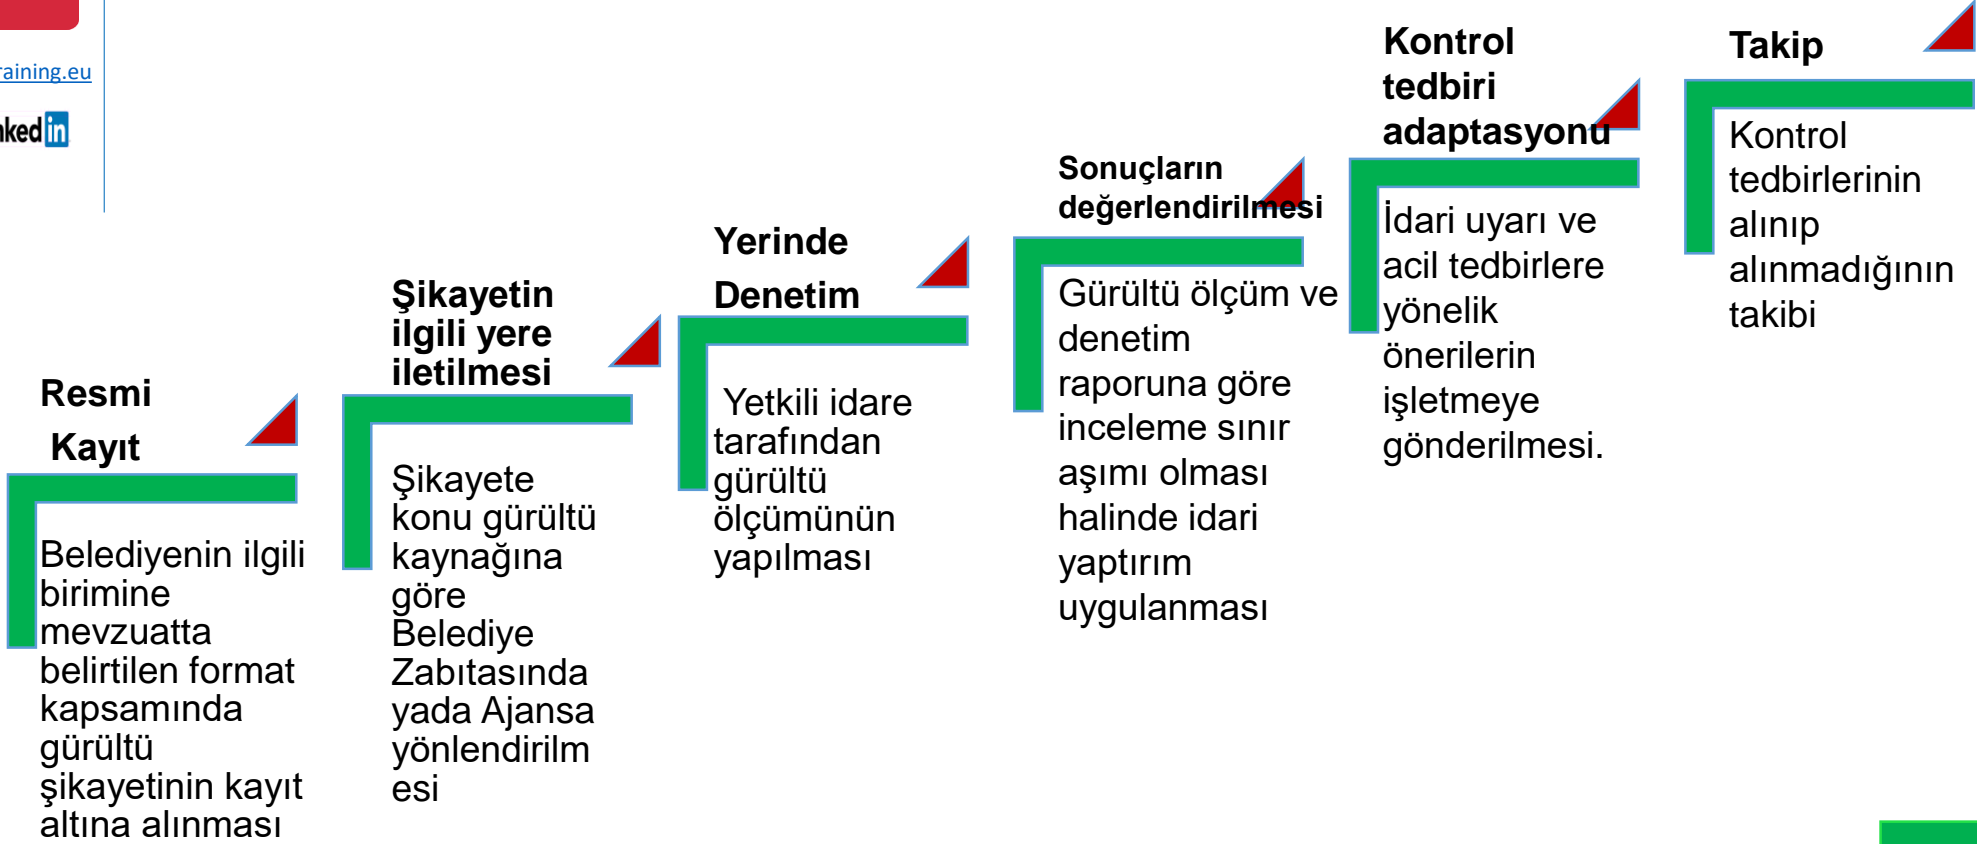 raining.eu
nked in
Resmi
Kayıt
Belediyenin ilgili
birimine
mevzuatta
belirtilen format
kapsamında
gürültü
şikayetinin kayıt
altına alınması
Şikayetin
ilgili yere
iletilmesi
Şikayete
konu gürültü
kaynağına
göre
Belediye
Zabıtasında
yada Ajansa
yönlendirilm
esi
Yerinde
Denetim
Yetkili idare
tarafından
gürültü
ölçümünün
yapılması
Sonuçların
değerlendirilmesi
Gürültü ölçüm ve
denetim
raporuna göre
inceleme sınır
aşımı olması
halinde idari
yaptırım
uygulanması
Kontrol
tedbiri
adaptasyonu
İdari uyarı ve
acil tedbirlere
yönelik
önerilerin
işletmeye
gönderilmesi.
Takip
Kontrol
tedbirlerinin
alınıp
alınmadığının
takibi